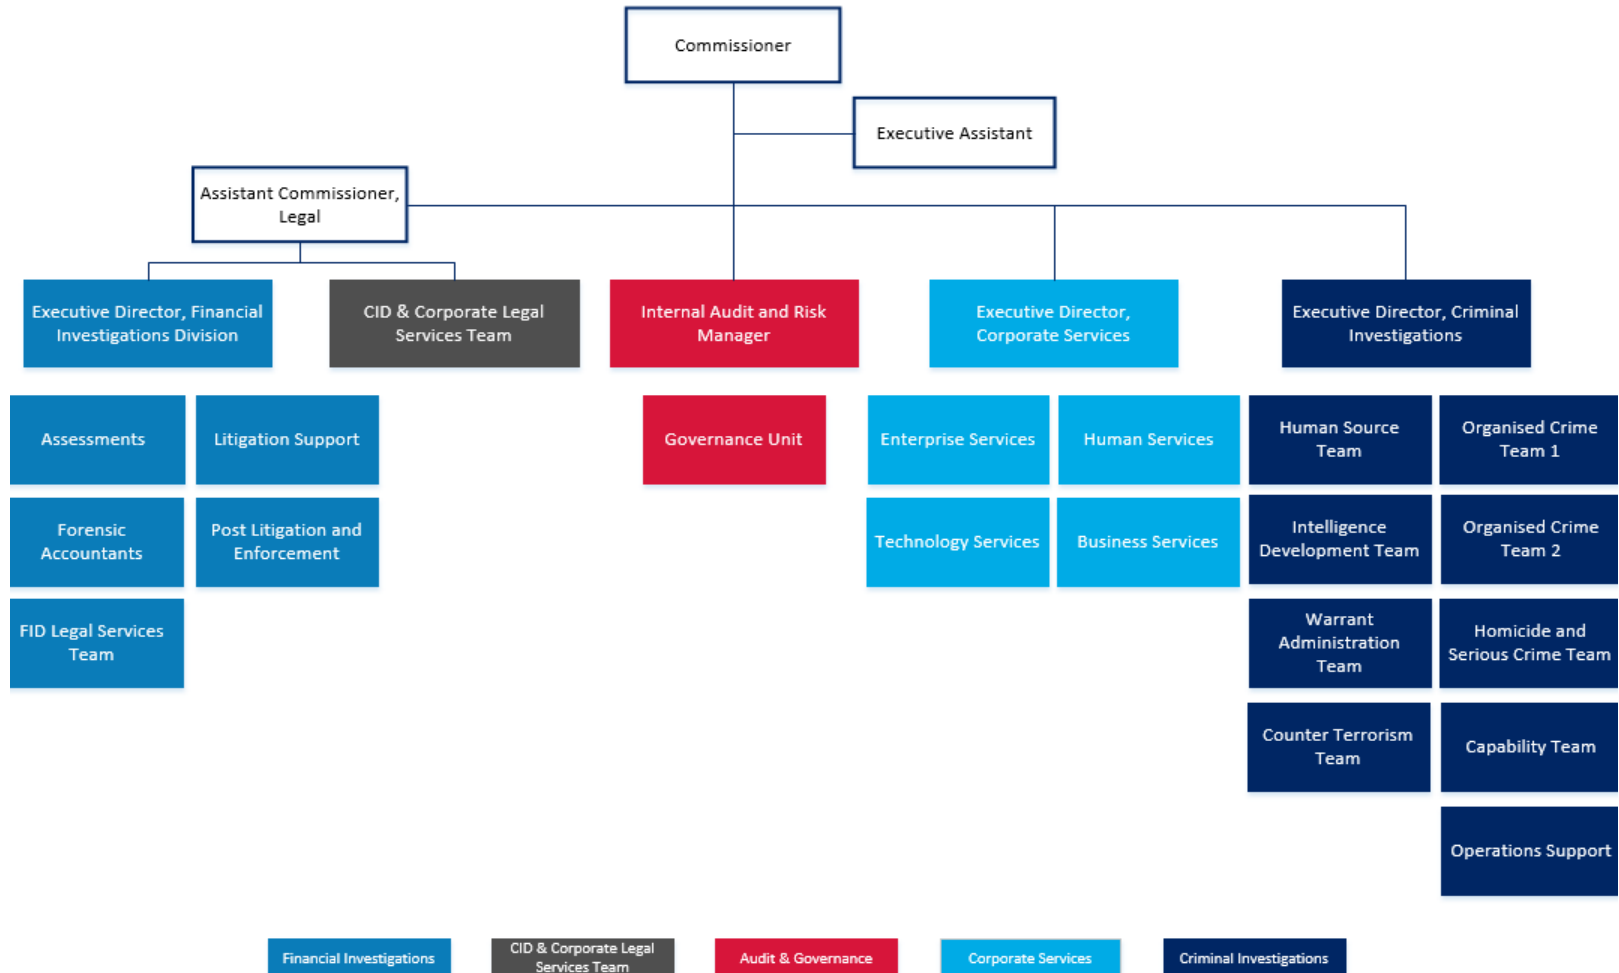 Commissioner
Executive Assistant
Assistant Commissioner,
Legal
Executive Director, Financial
Investigations Division
CID & Corporate Legal
Services Team
Internal Audit and Risk
Manager
Executive Director,
Corporate Services
Executive Director, Criminal
Investigations
Assessments
Litigation Support
Forensic
Accountants
Post Litigation and
Enforcement
FID Legal Services
Team
Governance Unit
Enterprise Services
Human Services
Technology Services
Business Services
Human Source
Team
Organised Crime
Team 1
Intelligence
Development Team
Organised Crime
Team 2
Warrant
Administration
Team
Homicide and
Serious Crime Team
Counter Terrorism
Team
Capability Team
Operations Support
Financial Investigations
CID & Corporate Legal
Services Team
Audit & Governance
Corporate Services
Criminal Investigations